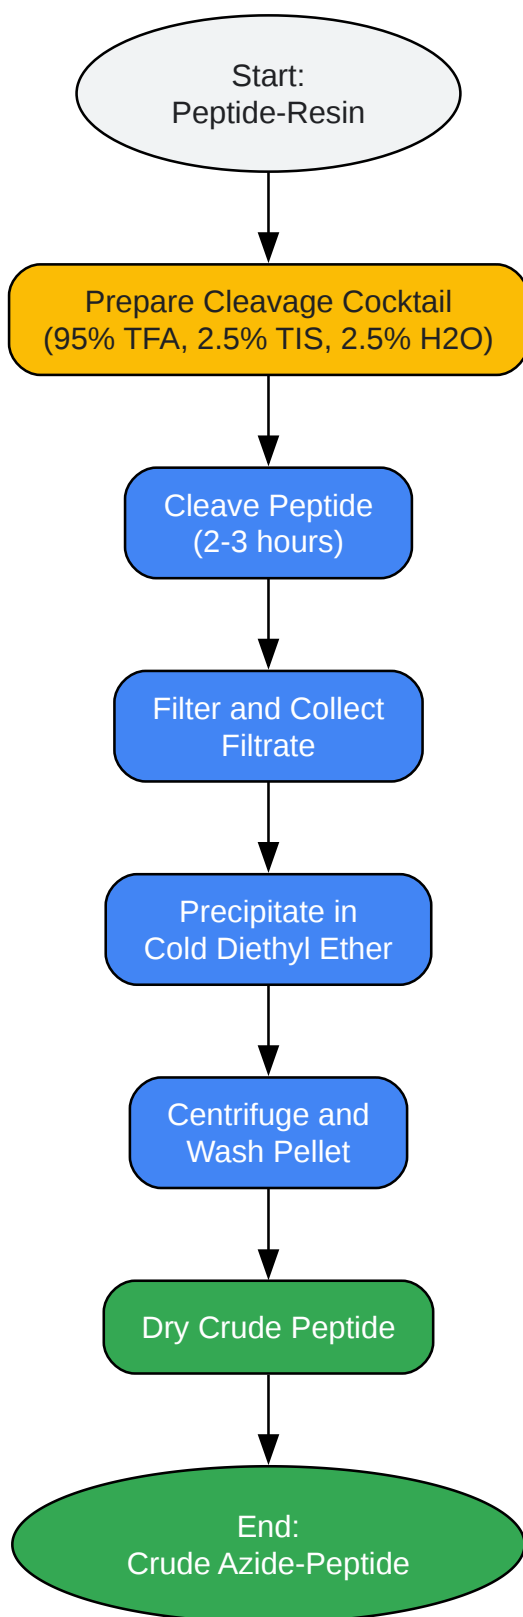 Start:
Peptide-Resin
Prepare Cleavage Cocktail
(95% TFA, 2.5% TIS, 2.5% H2O)
Cleave Peptide
(2-3 hours)
Filter and Collect
Filtrate
Precipitate in
Cold Diethyl Ether
Centrifuge and
Wash Pellet
Dry Crude Peptide
End:
Crude Azide-Peptide